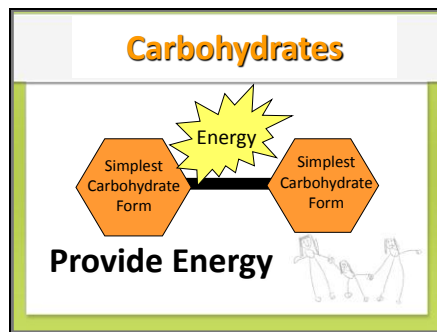 Carbohydrates
Energy
Simplest
Carbohydrate
Form
Simplest
Carbohydrate
Form
Provide Energy